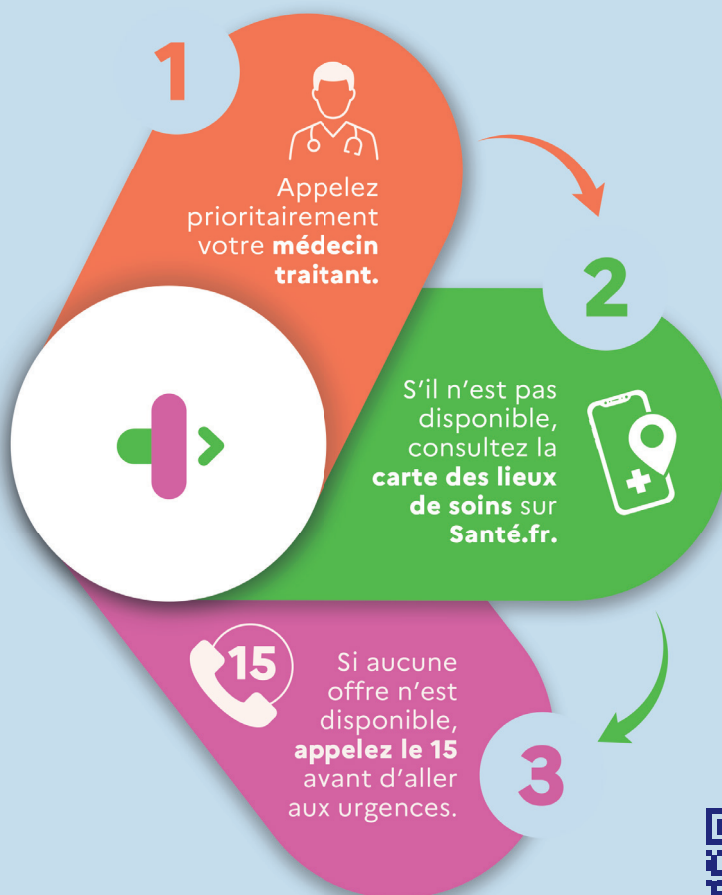 1
Appelez
prioritairement
votre médecin
traitant.
2
S'il n'est pas
disponible,
consultez la
carte des lieux
de soins sur
Santé.fr.
15
Si aucune
offre n'est
disponible,
appelez le 15
avant d'aller
aux urgences.
3